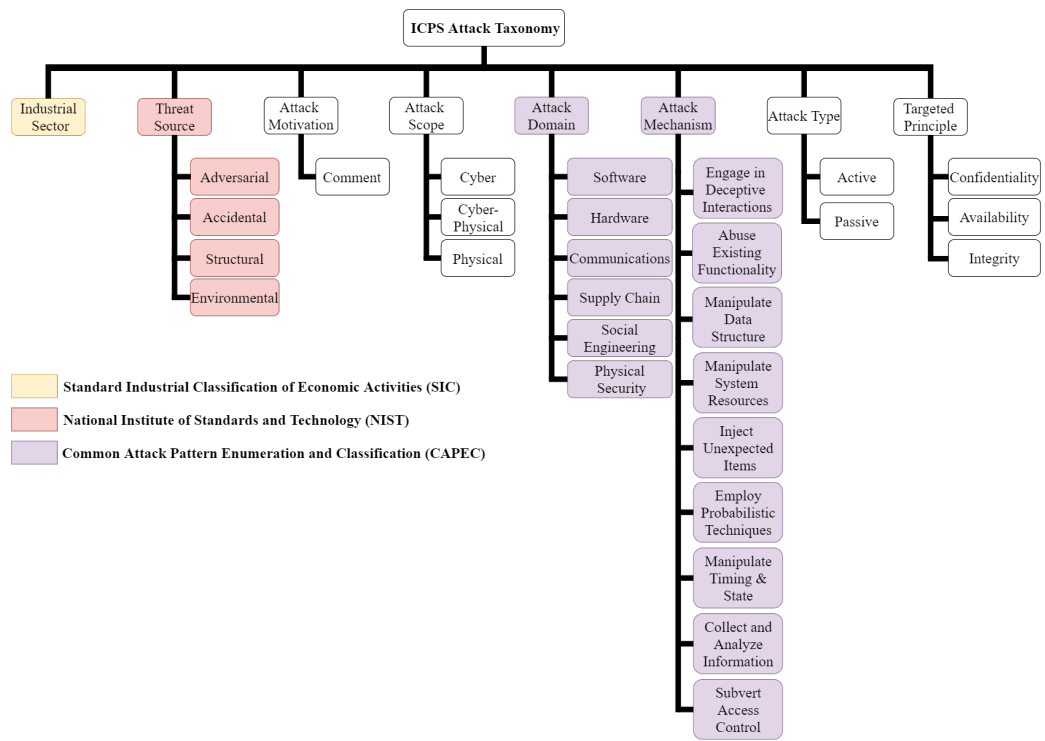 ICPS Attack Taxonomy
Industrial
Sector
Threat
Source
Attack
Motivation
Attack
Scope
Attack
Domain
Attack
Mechanism
Attack Type
Targeted
Principle
Adversarial
Accidental
Structural
Environmental
Comment
Cyber
Cyber-
Physical
Physical
Software
Hardware
Communications
Supply Chain
Social
Engineering
Physical
Security
Engage in
Deceptive
Interactions
Abuse
Existing
Functionality
Manipulate
Data
Structure
Manipulate
System
Resources
Inject
Unexpected
Items
Employ
Probabilistic
Techniques
Manipulate
Timing &
State
Collect and
Analyze
Information
Subvert
Access
Control
Active
Passive
Confidentiality
Availability
Integrity
Standard Industrial Classification of Economic Activities (SIC)
National Institute of Standards and Technology (NIST)
Common Attack Pattern Enumeration and Classification (CAPEC)